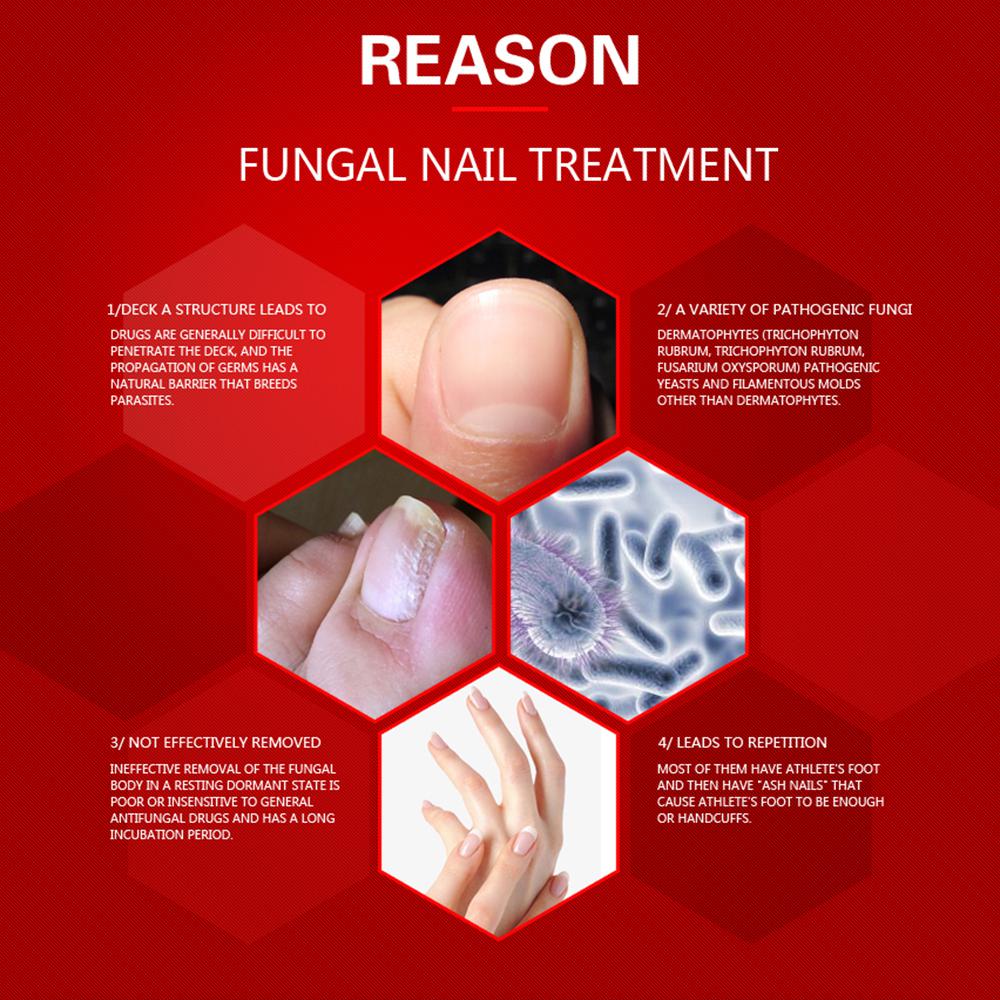 REASON
FUNGAL NAIL TREATMENT
1/DECK A STRUCTURE LEADS TO
DRUGS ARE GENERALLY DIFFICULT TO
PENETRATE THE DECK, AND THE
PROPAGATION OF GERMS HAS A
NATURAL BARRIER THAT BREEDS
PARASITES.
2/ A VARIETY OF PATHOGENIC FUNGI
DERMATOPHYTES (TRICHOPHYTON
RUBRUM, TRICHOPHYTON RUBRUM,
FUSARIUM OXYSPORUM) PATHOGENIC
YEASTS AND FILAMENTOUS MOLDS
OTHER THAN DERMATOPHYTES.
3/ NOT EFFECTIVELY REMOVED
INEFFECTIVE REMOVAL OF THE FUNGAL
BODY IN A RESTING DORMANT STATE IS
POOR OR INSENSITIVE TO GENERAL
ANTIFUNGAL DRUGS AND HAS A LONG
INCUBATION PERIOD.
4/ LEADS TO REPETITION
MOST OF THEM HAVE ATHLETE'S FOOT
AND THEN HAVE "ASH NAILS" THAT
CAUSE ATHLETE'S FOOT TO BE ENOUGH
OR HANDCUFFS.